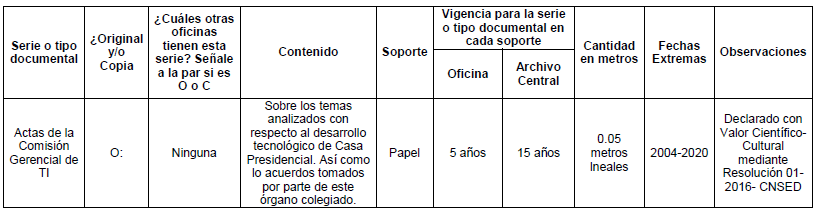 Serie o tipo
documental
¿Original
y/o
Copia
¿Cuáles otras
oficinas
tienen esta
serie? Señale
a la par si es
O o C
Contenido
Soporte
Vigencia para la serie
o tipo documental en
cada soporte
Oficina
Archivo
Central
Cantidad
en metros
Fechas
Extremas
Observaciones
Actas de la
Comisión
Gerencial de
TI
O:
Ninguna
Sobre los temas
analizados con
respecto al desarrollo
tecnológico de Casa
Presidencial. Así como
lo acuerdos tomados
por parte de este
órgano colegiado.
Papel
5 años
15 años
0.05
metros
lneales
2004-2020
Declarado con
Valor Científico-
Cultural
mediante
Resolución 01-
2016- CNSED